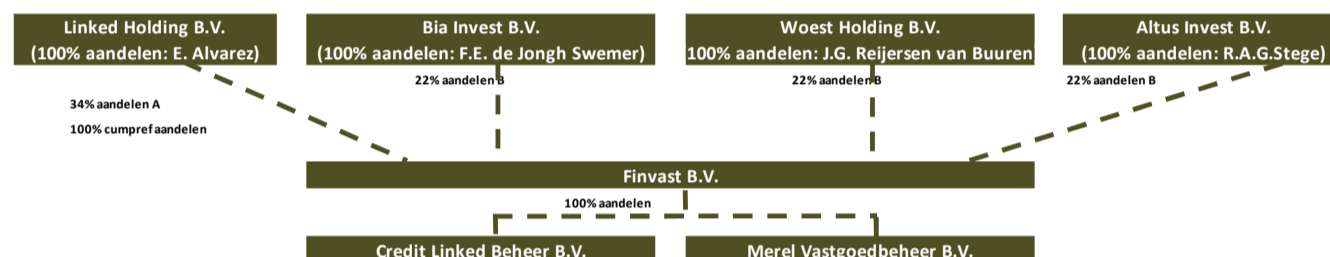 Linked Holding B.V.
(100% aandelen: E. Alvarez)
Bia Invest B.V.
(100% aandelen: F.E. de Jongh Swemer)
Woest Holding B.V.
100% aandelen: J.G. Reijersen van Buuren
Altus Invest B.V.
(100% aandelen: R.A.G.Stege)
34% aandelen A
100% cumpref aandelen
22% aandelen B
22% aandelen B
22% aandelen B
Finvast B.V.
100% aandelen
Credit Linked Beheer B.V.
Merel Vastgoedbeheer B.V.